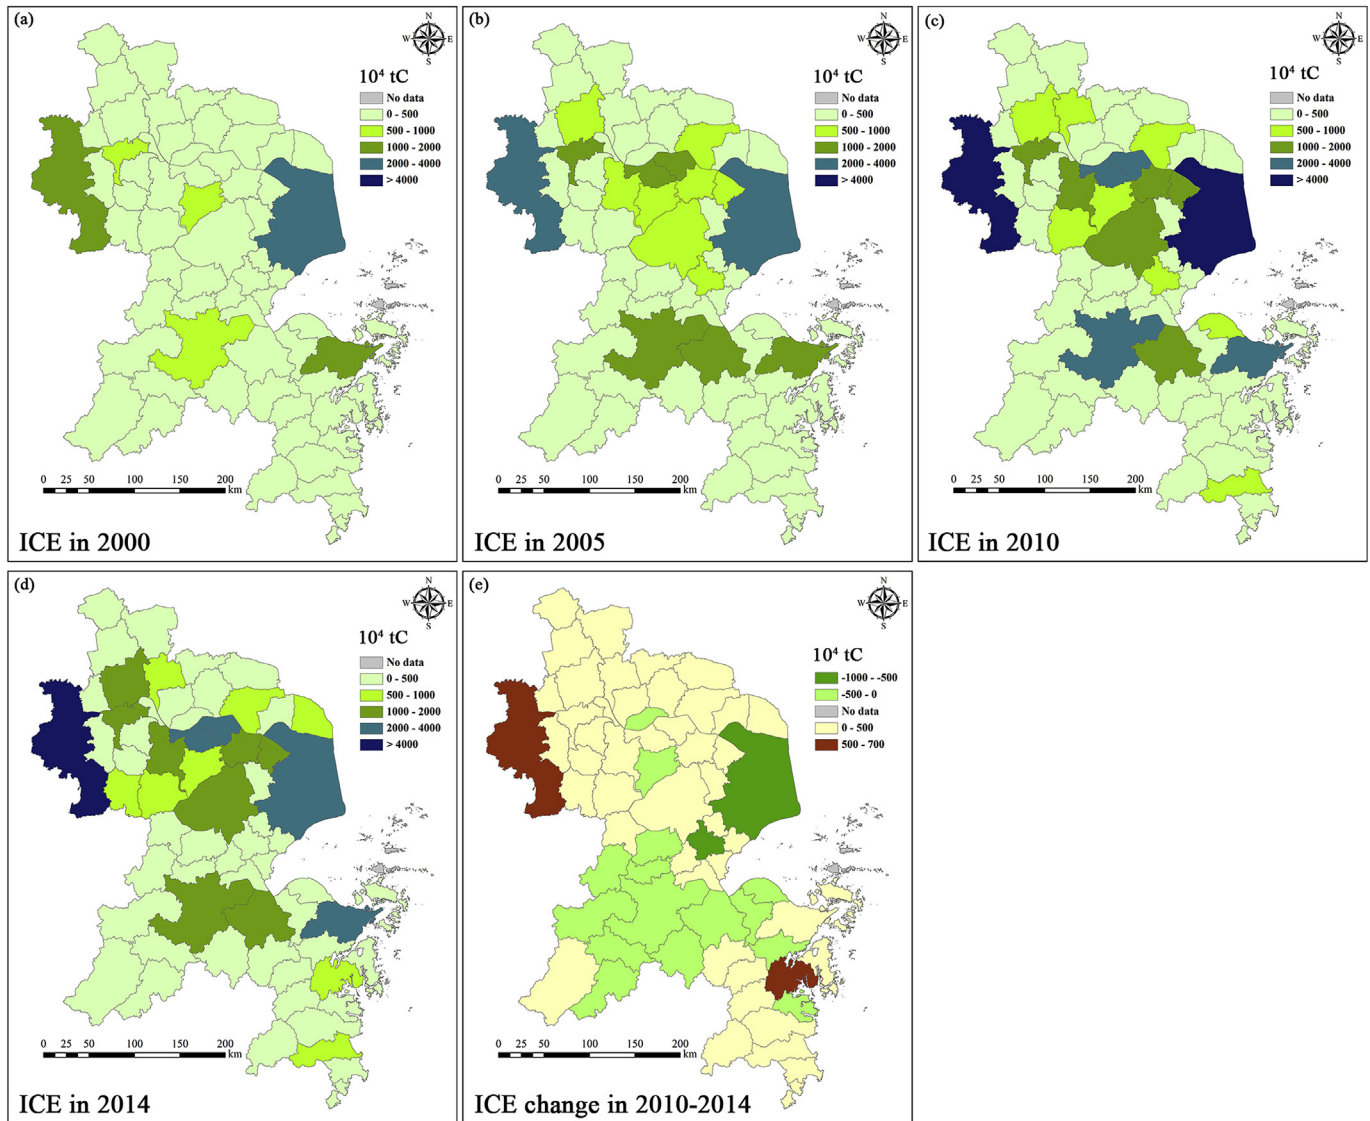 (a)
N
W E
S
10⁴ tC
No data
0 - 500
500 - 1000
1000 - 2000
2000 - 4000
> 4000
0 25 50 100 150 200
km
ICE in 2000
(b)
N
W E
S
10⁴ tC
No data
0 - 500
500 - 1000
1000 - 2000
2000 - 4000
> 4000
0 25 50 100 150 200
km
ICE in 2005
(c)
N
W E
S
10⁴ tC
No data
0 - 500
500 - 1000
1000 - 2000
2000 - 4000
> 4000
0 25 50 100 150 200
km
ICE in 2010
(d)
N
W E
S
10⁴ tC
No data
0 - 500
500 - 1000
1000 - 2000
2000 - 4000
> 4000
0 25 50 100 150 200
km
ICE in 2014
(e)
N
W E
S
10⁴ tC
-1000 - -500
-500 - 0
No data
0 - 500
500 - 700
0 25 50 100 150 200
km
ICE change in 2010-2014